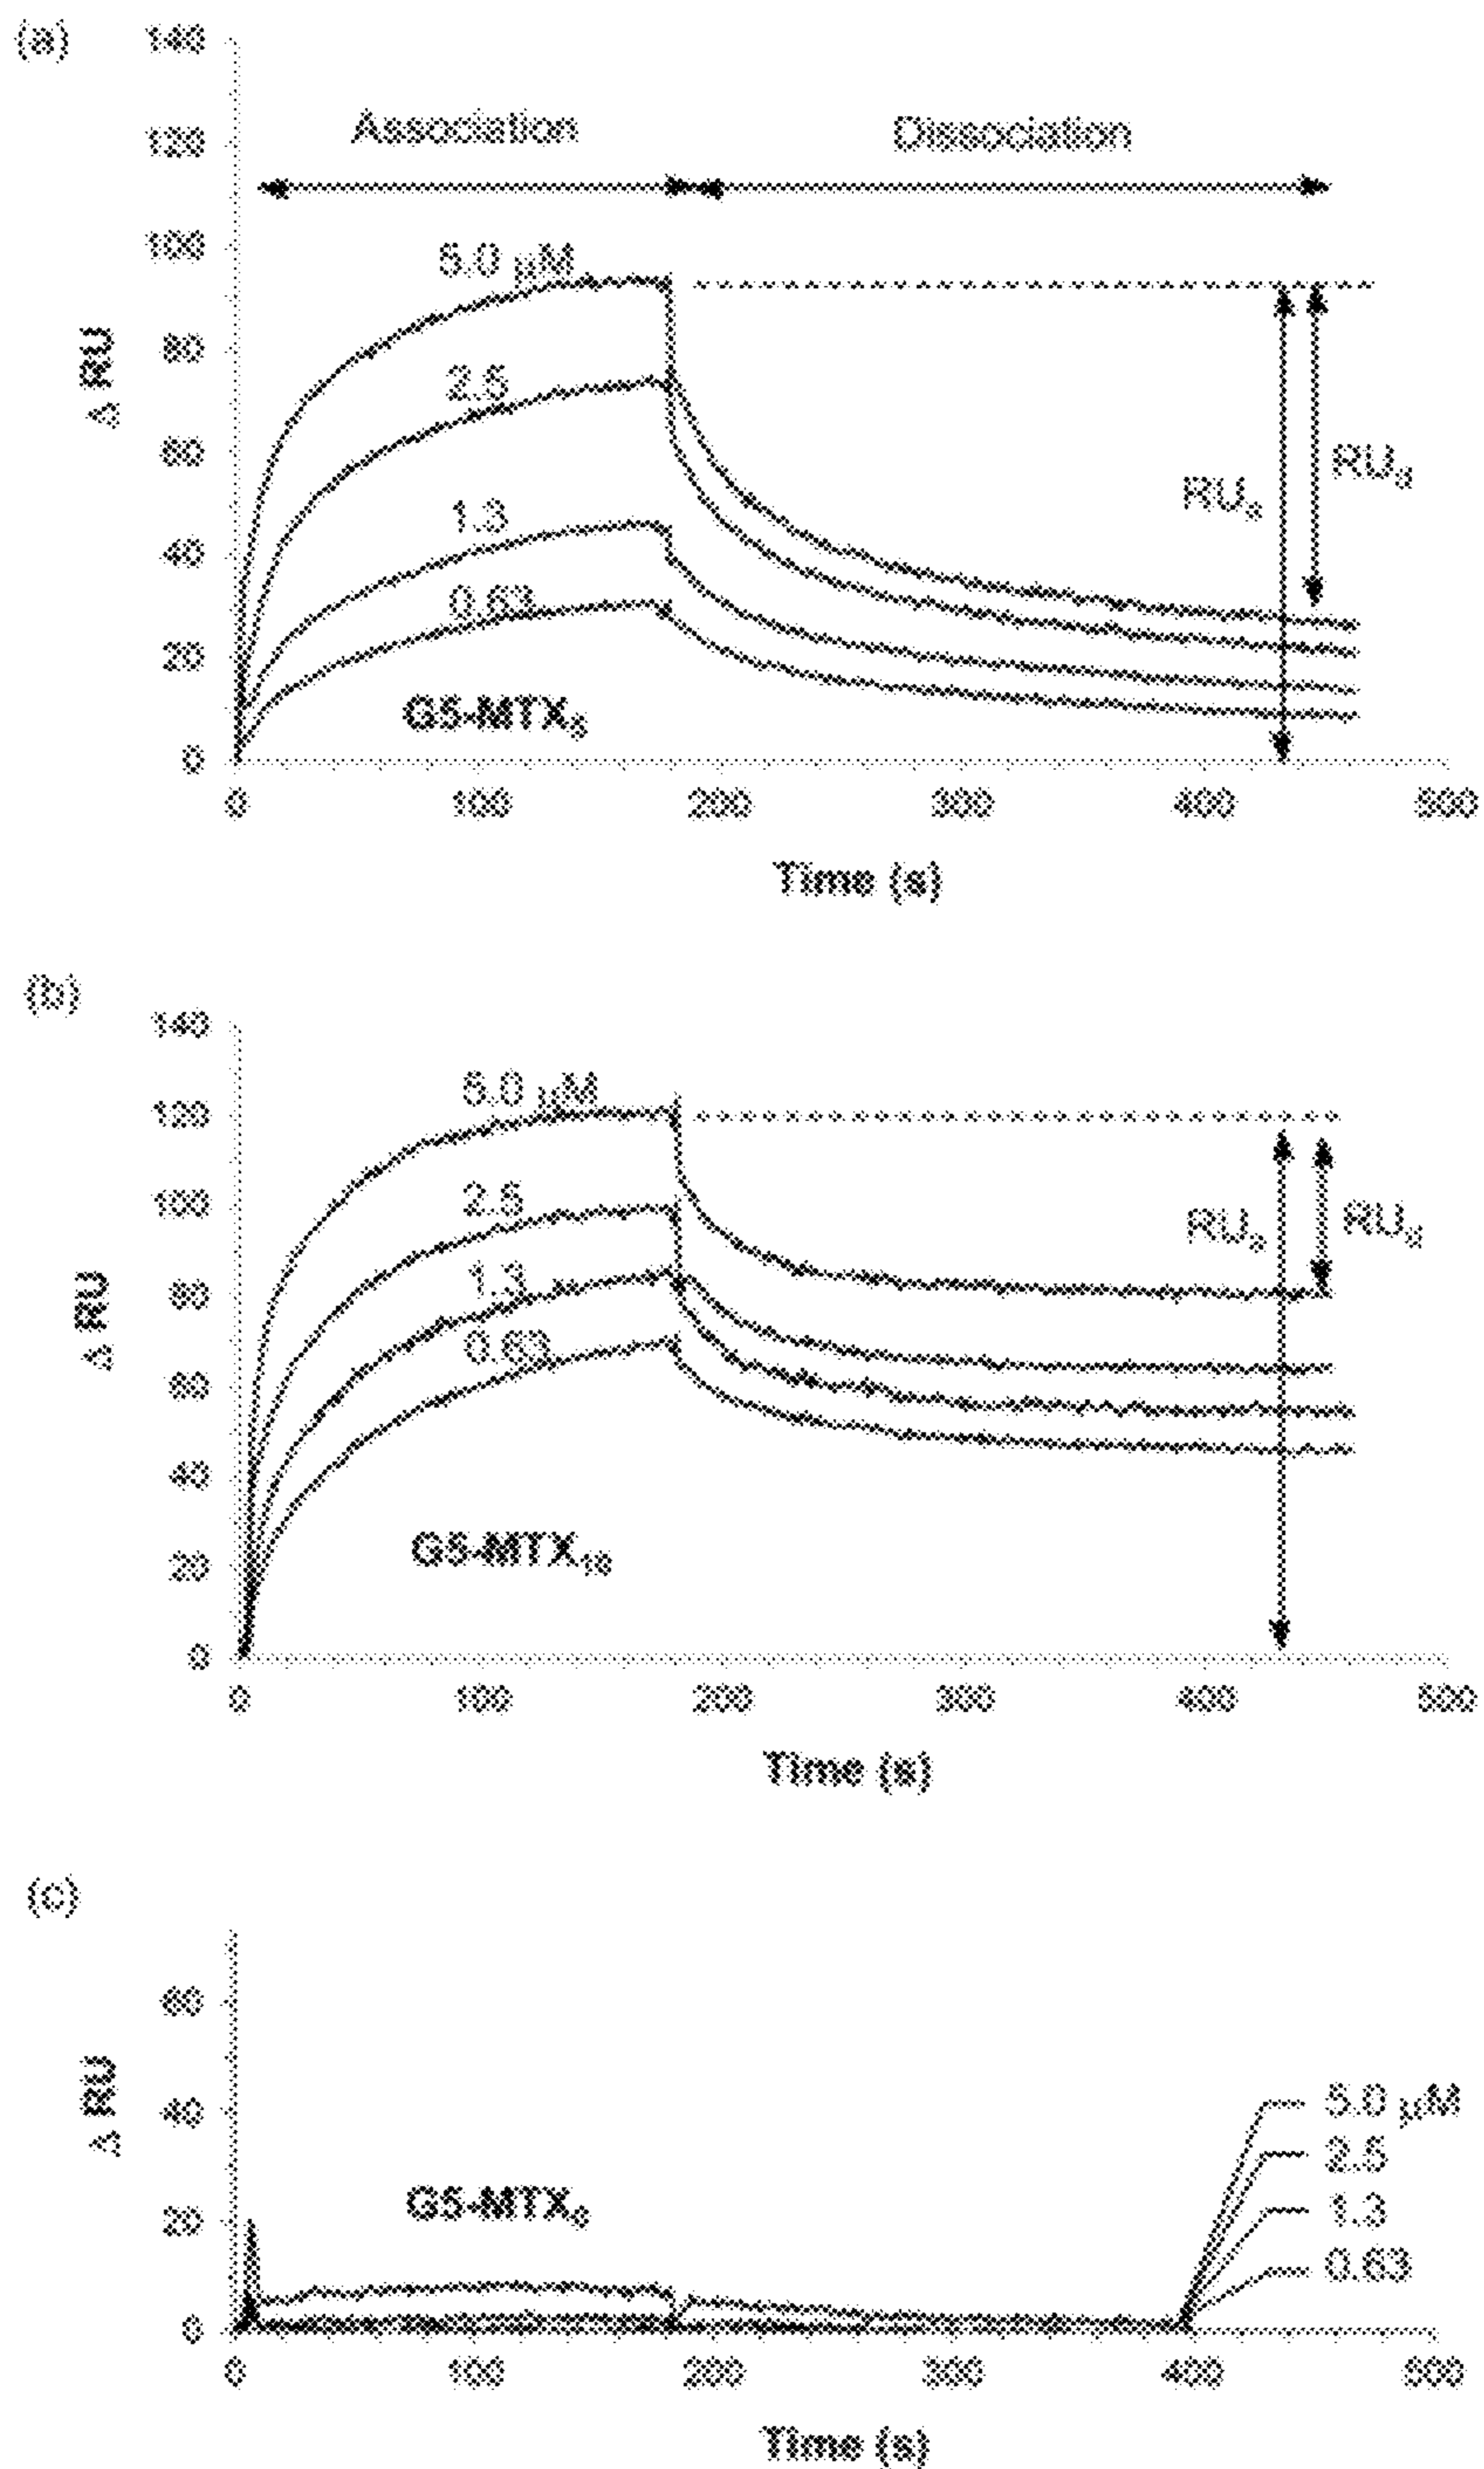 (a)
140
120
100
80
60
40
20
0
Association
Dissociation
5.0 μM
2.5
1.3
0.63
RUa
RUd
G5-MTX5
Δ RU
0 100 200 300 400 500
Time (s)
(b)
140
120
100
80
60
40
20
0
5.0 μM
2.5
1.3
0.63
RUa
RUd
G5-MTX10
Δ RU
0 100 200 300 400 500
Time (s)
(c)
60
40
20
0
G5-MTX0
5.0 μM
2.5
1.3
0.63
Δ RU
0 100 200 300 400 500
Time (s)